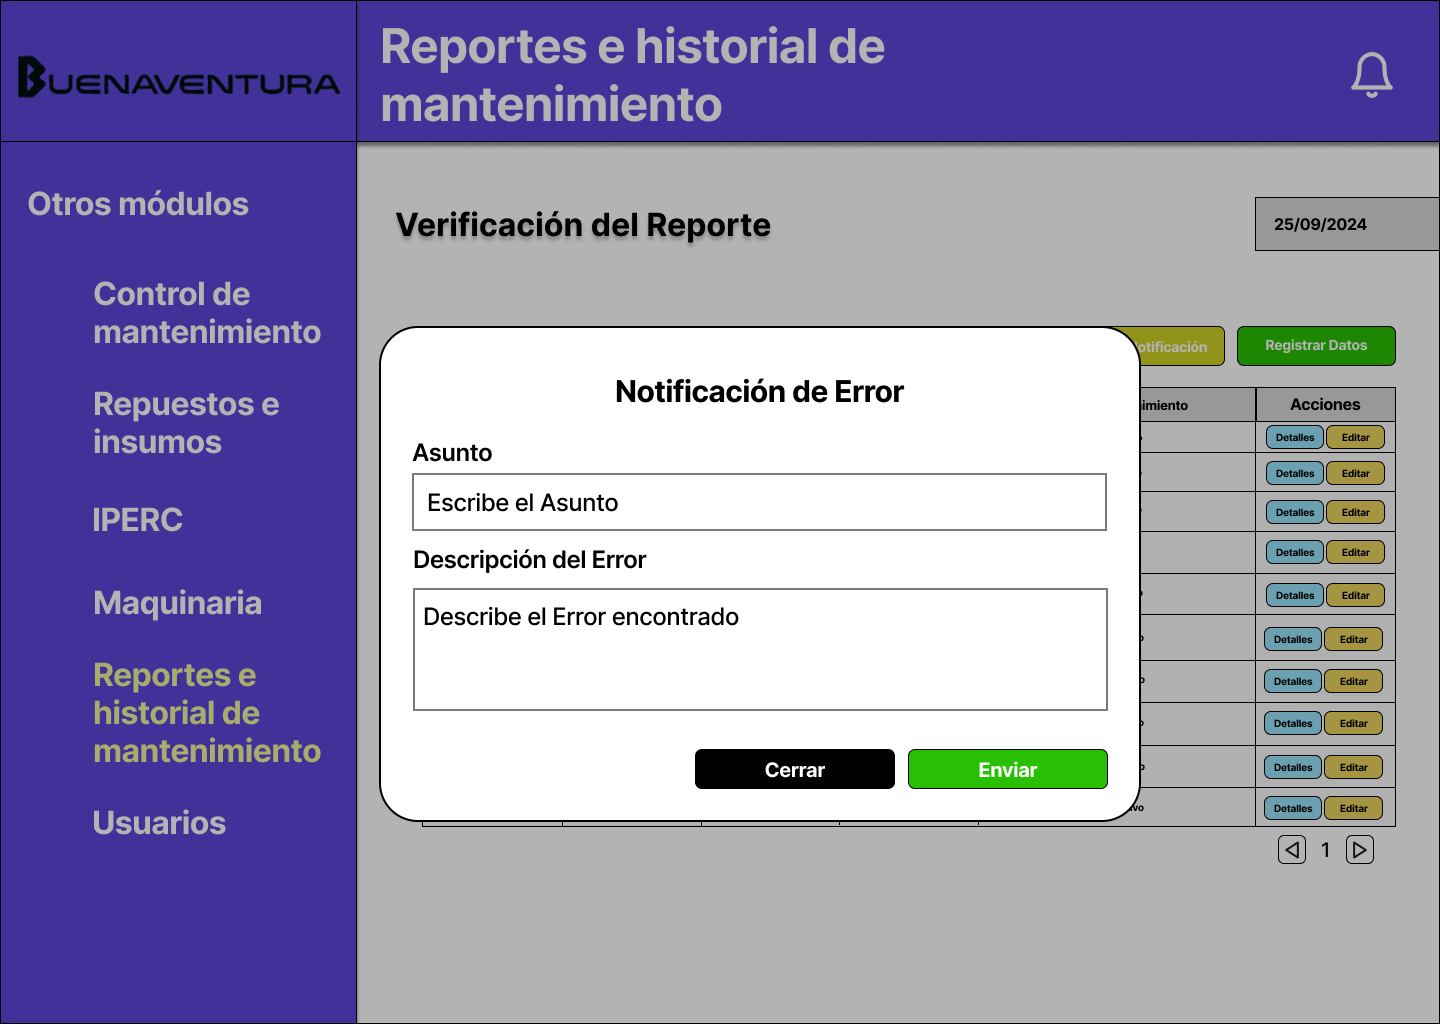 BUENAVENTURA
Reportes e historial de
mantenimiento
Otros módulos
Control de
mantenimiento
Repuestos e
insumos
IPERC
Maquinaria
Reportes e
historial de
mantenimiento
Usuarios
Verificación del Reporte
25/09/2024
Registrar Datos
Acciones
Detalles Editar
Detalles Editar
Detalles Editar
Detalles Editar
Detalles Editar
Detalles Editar
Detalles Editar
Detalles Editar
Detalles Editar
Detalles Editar
1
Notificación de Error
Asunto
Escribe el Asunto
Descripción del Error
Describe el Error encontrado
Cerrar Enviar